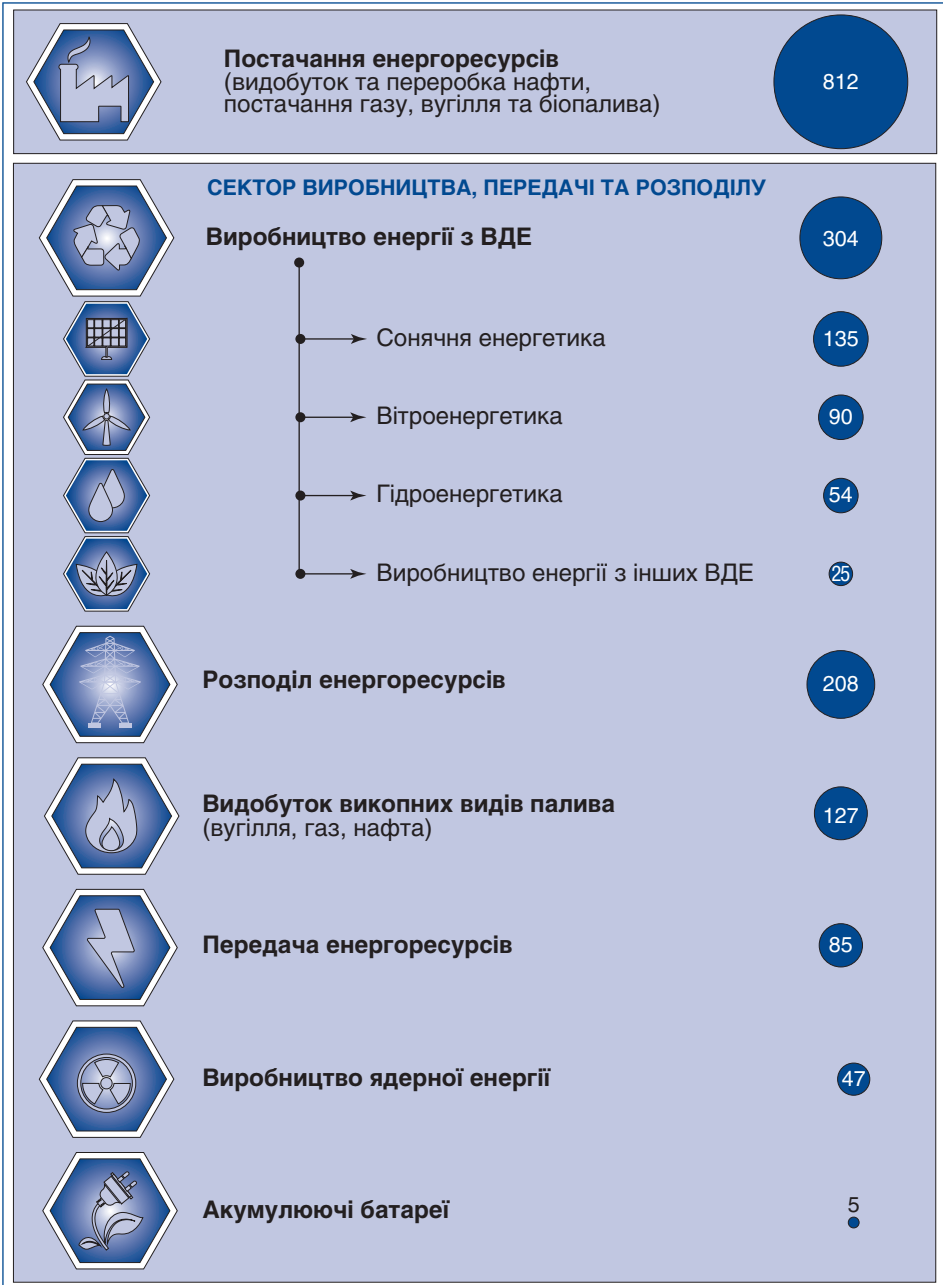 Постачання енергоресурсів
(видобуток та переробка нафти,
постачання газу, вугілля та біопалива)
812
СЕКТОР ВИРОБНИЦТВА, ПЕРЕДАЧІ ТА РОЗПОДІЛУ
Виробництво енергії з ВДЕ
304
Сонячня енергетика
135
Вітроенергетика
90
Гідроенергетика
54
Виробництво енергії з інших ВДЕ
25
Розподіл енергоресурсів
208
Видобуток викопних видів палива
(вугілля, газ, нафта)
127
Передача енергоресурсів
85
Виробництво ядерної енергії
47
Акумулюючі батареї
5